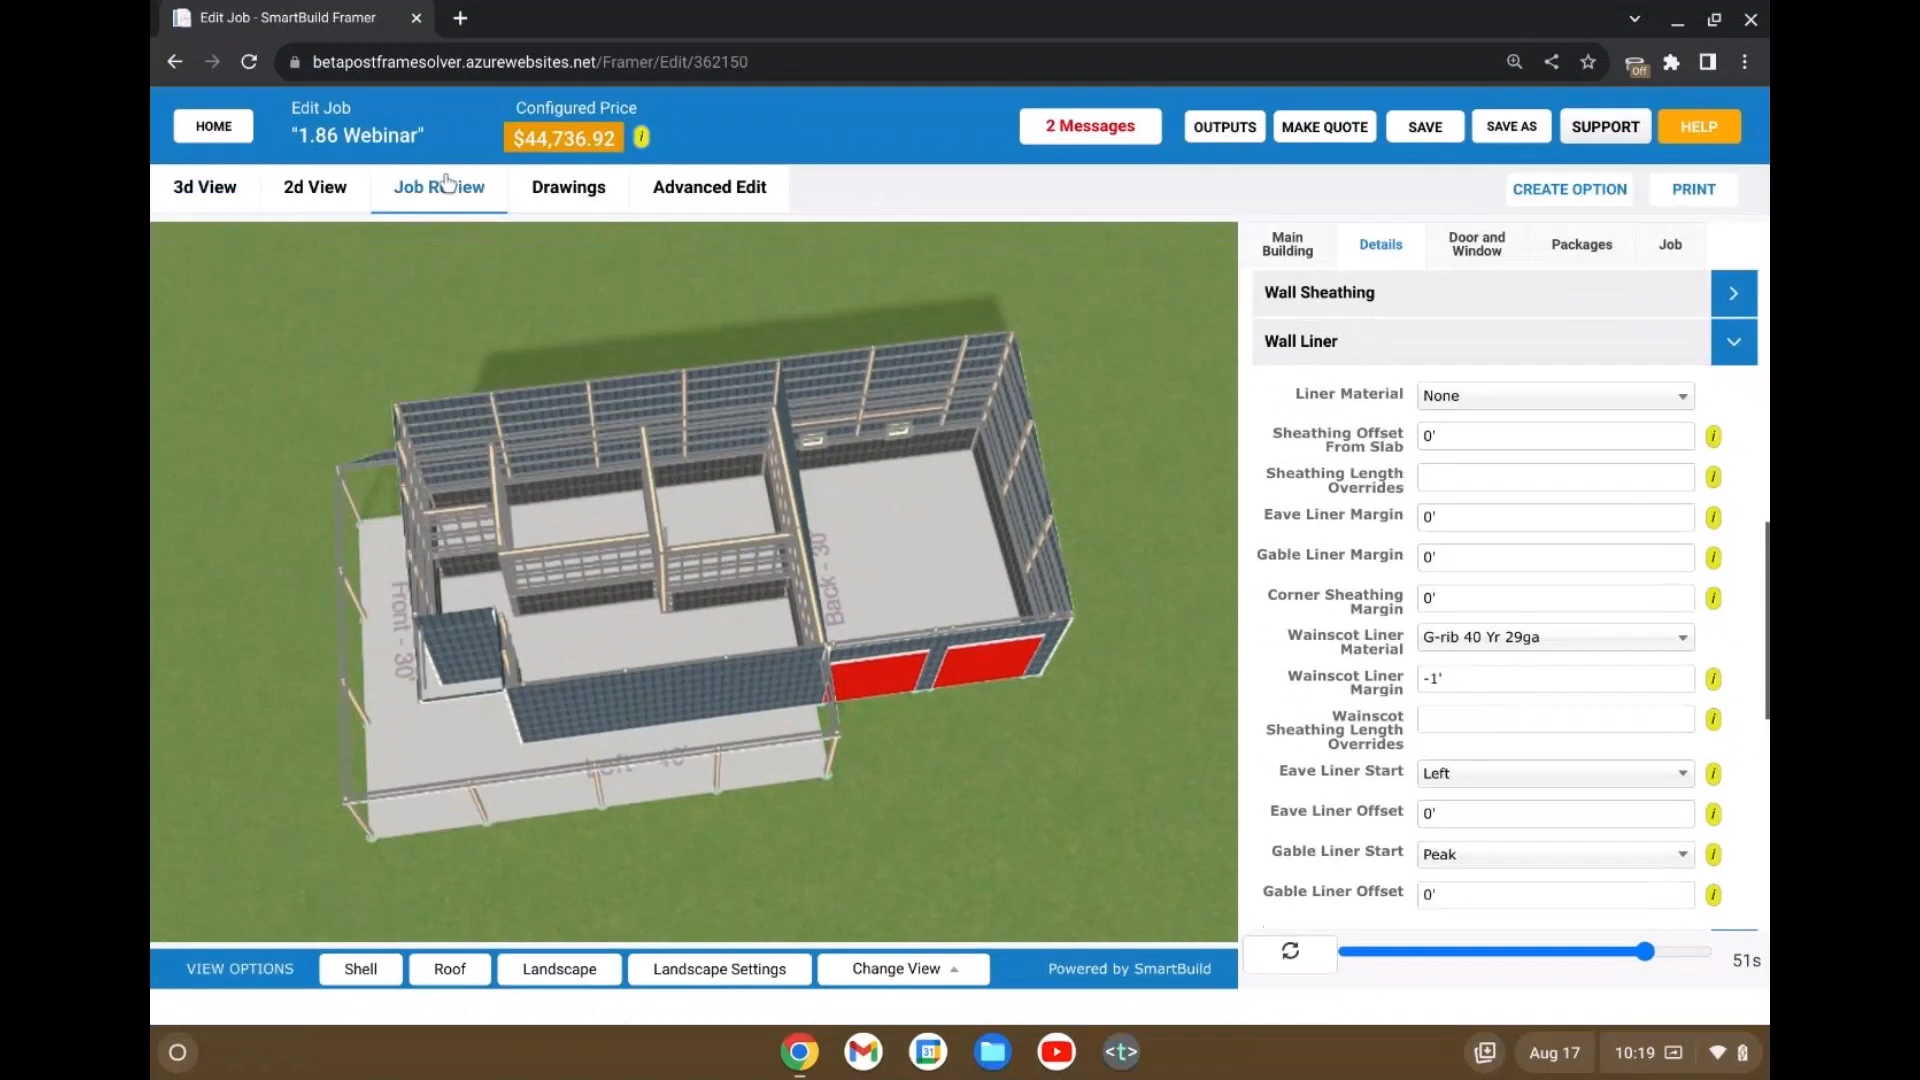 Edit Job - SmartBuild Framer
betapostframesolver.azurewebsites.net/Framer/Edit/362150
Off
HOME
Edit Job
"1.86 Webinar"
Configured Price
$44,736.92
i
2 Messages
OUTPUTS
MAKE QUOTE
SAVE
SAVE AS
SUPPORT
HELP
3d View
2d View
Job Review
Drawings
Advanced Edit
CREATE OPTION
PRINT
Main
Building
Details
Door and
Window
Packages
Job
Wall Sheathing
Wall Liner
Liner Material
None
Sheathing Offset
From Slab
0'
i
Sheathing Length
Overrides
i
Eave Liner Margin
0'
i
Gable Liner Margin
0'
i
Corner Sheathing
Margin
0'
i
Wainscot Liner
Material
G-rib 40 Yr 29ga
Wainscot Liner
Margin
-1'
i
Wainscot
Sheathing Length
Overrides
i
Eave Liner Start
Left
i
Eave Liner Offset
0'
i
Gable Liner Start
Peak
i
Gable Liner Offset
0'
i
51s
Front - 30'
Back - 30'
VIEW OPTIONS
Shell
Roof
Landscape
Landscape Settings
Change View
Powered by SmartBuild
31
<t>
Aug 17
10:19